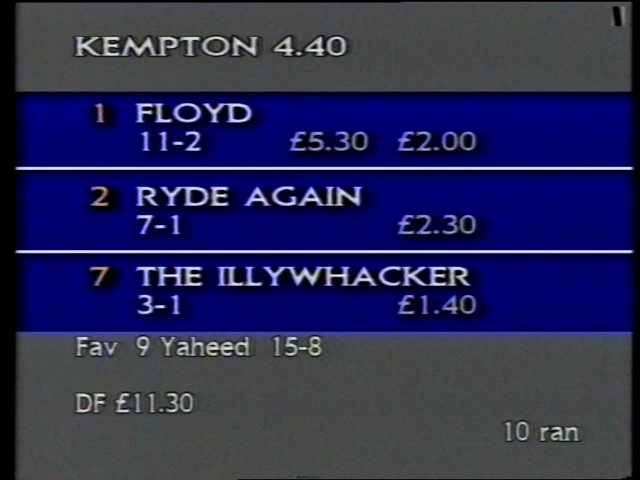 KEMPTON 4.40
1 FLOYD
11-2 £5.30 £2.00
2 RYDE AGAIN
7-1 £2.30
7 THE ILLYWHACKER
3-1 £1.40
Fav 9 Yaheed 15-8
DF £11.30
10 ran